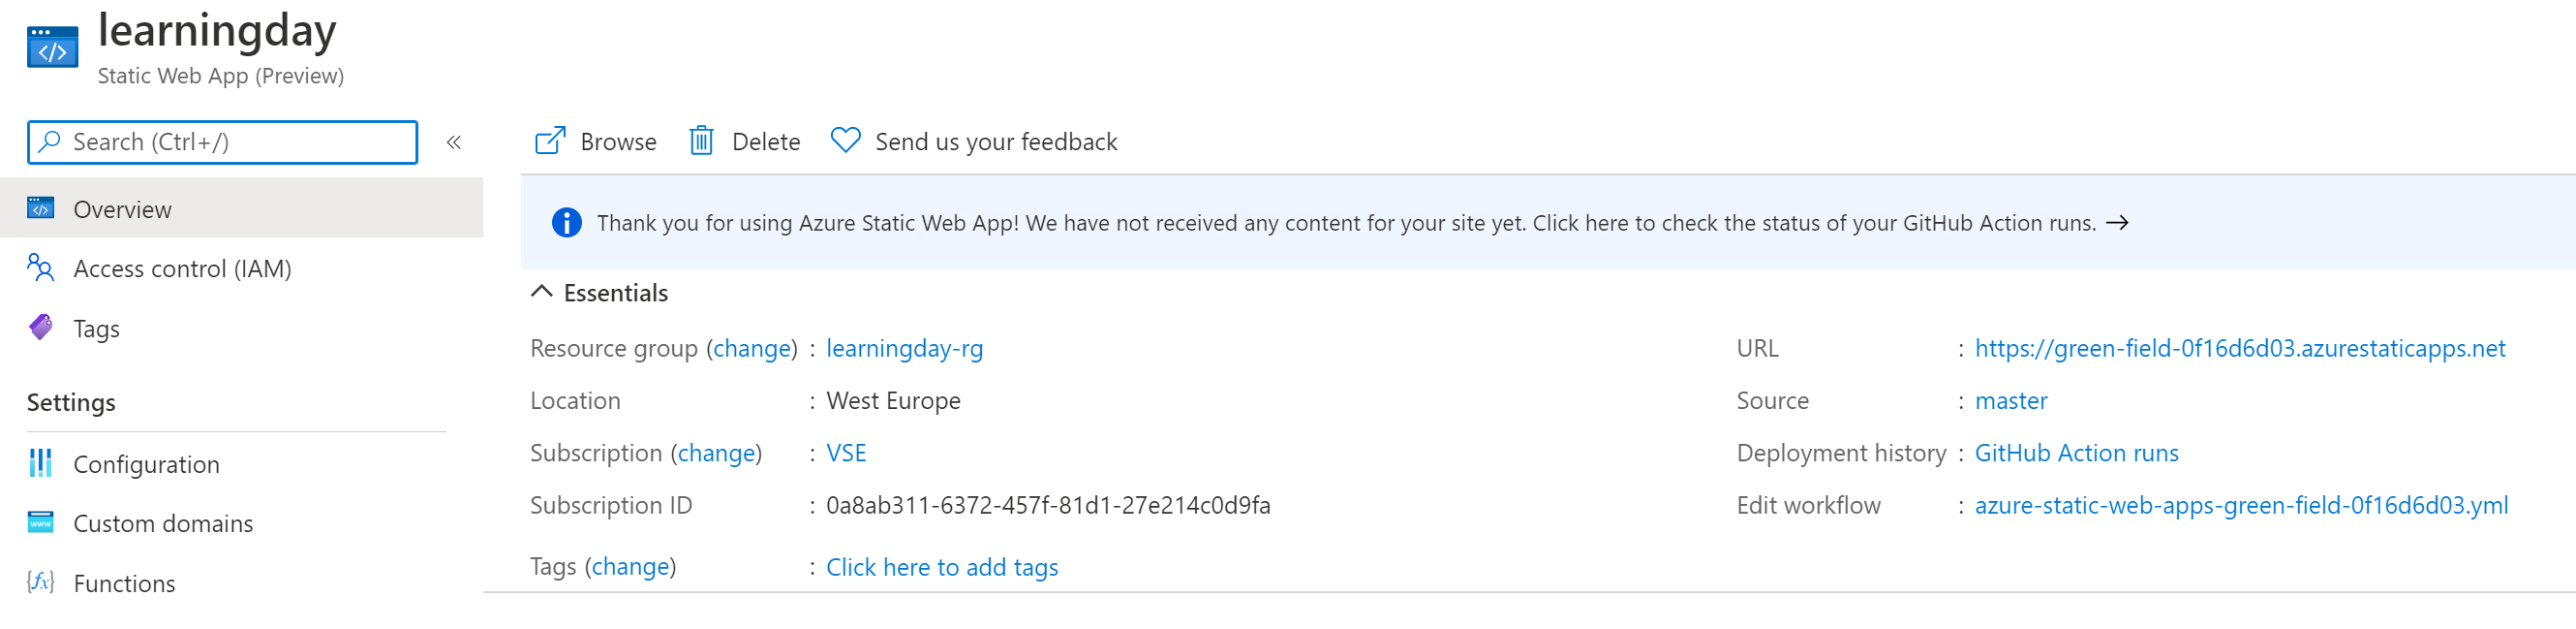 learningday
Static Web App (Preview)
Search (Ctrl+/)
«
Overview
Access control (IAM)
Tags
Settings
Configuration
Custom domains
Functions
Browse
Delete
Send us your feedback
Thank you for using Azure Static Web App! We have not received any content for your site yet. Click here to check the status of your GitHub Action runs. →
Essentials
Resource group (change) : learningday-rg
Location : West Europe
Subscription (change) : VSE
Subscription ID : 0a8ab311-6372-457f-81d1-27e214c0d9fa
Tags (change) : Click here to add tags
URL : https://green-field-0f16d6d03.azurestaticapps.net
Source : master
Deployment history : GitHub Action runs
Edit workflow : azure-static-web-apps-green-field-0f16d6d03.yml